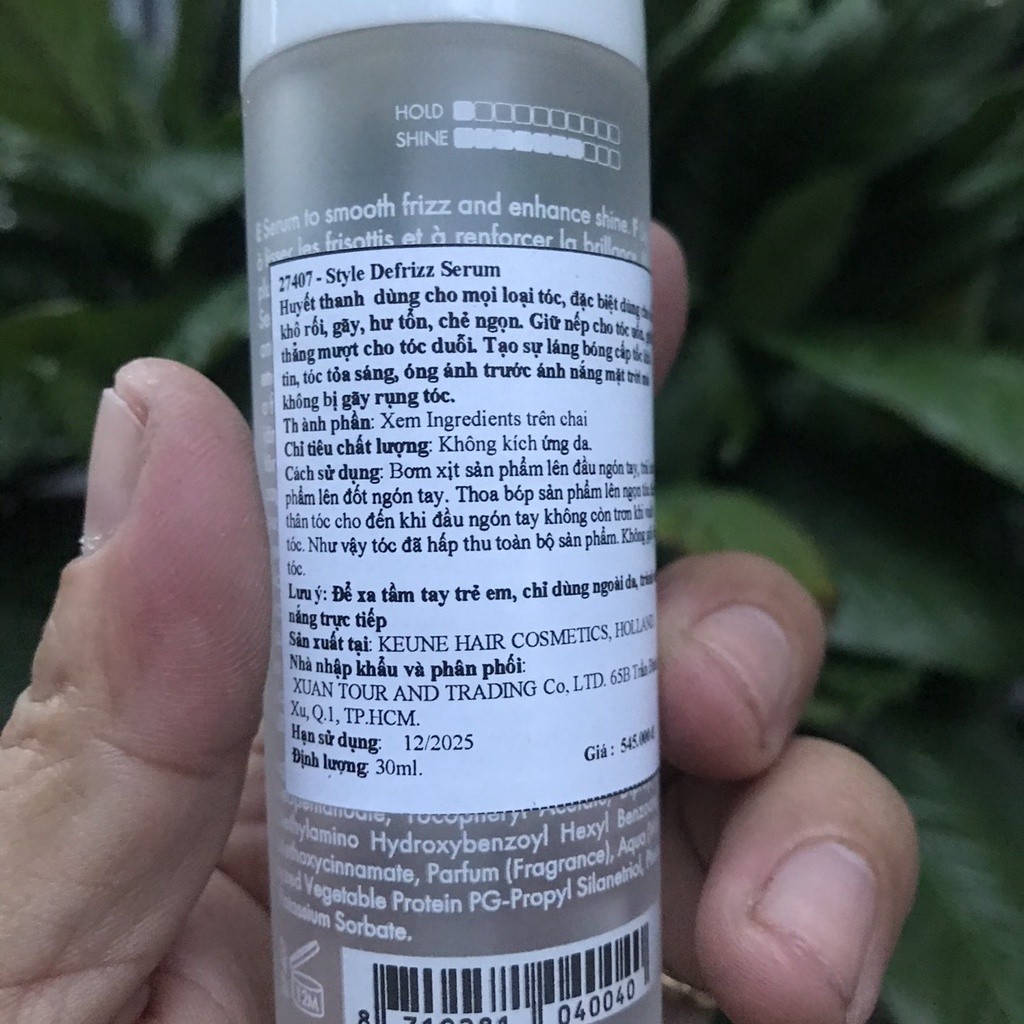 HOLD
SHINE
Serum to smooth frizz and enhance shine. F
les frisottis et à renforcer la brillance
27407 - Style Defrizz Serum
Huyết thanh dùng cho mọi loại tóc, đặc biệt dùng
khô rối, gãy, hư tổn, chẻ ngọn. Giữ nếp cho tóc
thẳng mượt cho tóc duỗi. Tạo sự láng bóng cấp tốc
tin, tóc tỏa sáng, óng ánh trước ánh nắng mặt trời mà
không bị gãy rụng tóc.
Thành phần: Xem Ingredients trên chai
Chỉ tiêu chất lượng: Không kích ứng da.
Cách sử dụng: Bơm xịt sản phẩm lên đầu ngón tay,
phẩm lên đốt ngón tay. Thoa bóp sản phẩm lên ngọn tóc
thân tóc cho đến khi đầu ngón tay không còn trơn khi
tóc. Như vậy tóc đã hấp thu toàn bộ sản phẩm. Không
tóc.
Lưu ý: Để xa tầm tay trẻ em, chỉ dùng ngoài da,
nắng trực tiếp
Sản xuất tại: KEUNE HAIR COSMETICS, HOLLAND
Nhà nhập khẩu và phân phối:
XUAN TOUR AND TRADING Co, LTD. 65B Trần
Xu, Q.1, TP.HCM.
Hạn sử dụng: 12/2025
Giá : 545.000
Định lượng: 30ml.
Tocopheryl Acetate,
Hydroxybenzoyl Hexyl
Parfum (Fragrance), Aqua
Vegetable Protein PG-Propyl Silanetriol,
Sorbate.
12M
8 040040